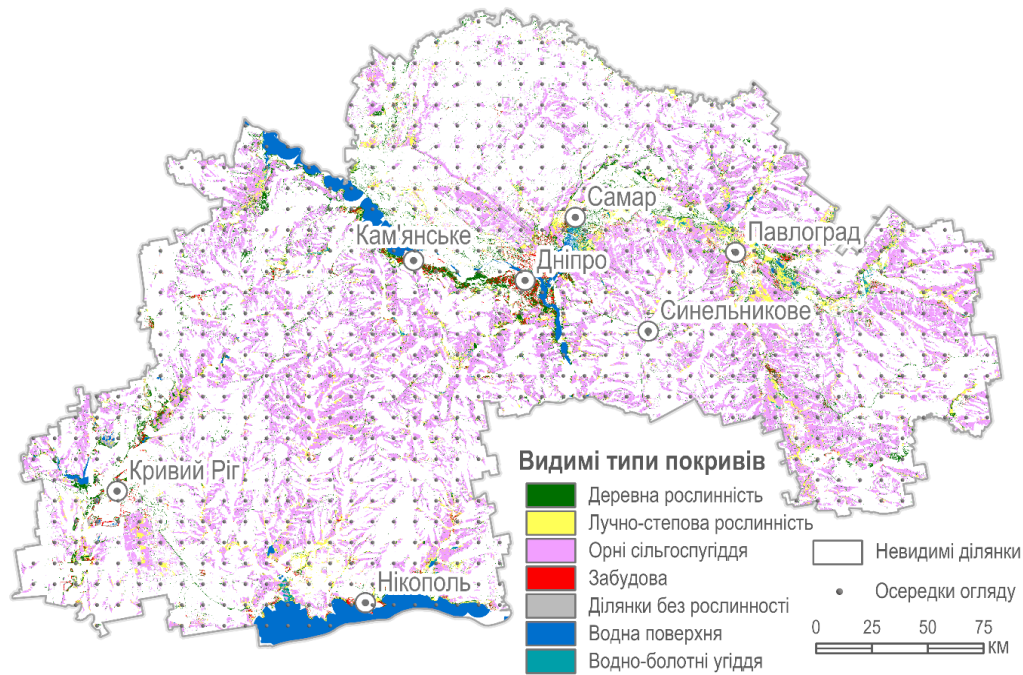 Самар
Павлоград
Кам'янське
Дніпро
Синельникове
Кривий Ріг
Нікополь
Видимі типи покривів
Деревна рослинність
Лучно-степова рослинність
Орні сільгоспугіддя
Забудова
Ділянки без рослинності
Водна поверхня
Водно-болотні угіддя
Невидимі ділянки
Осередки огляду
0 25 50 75
КМ